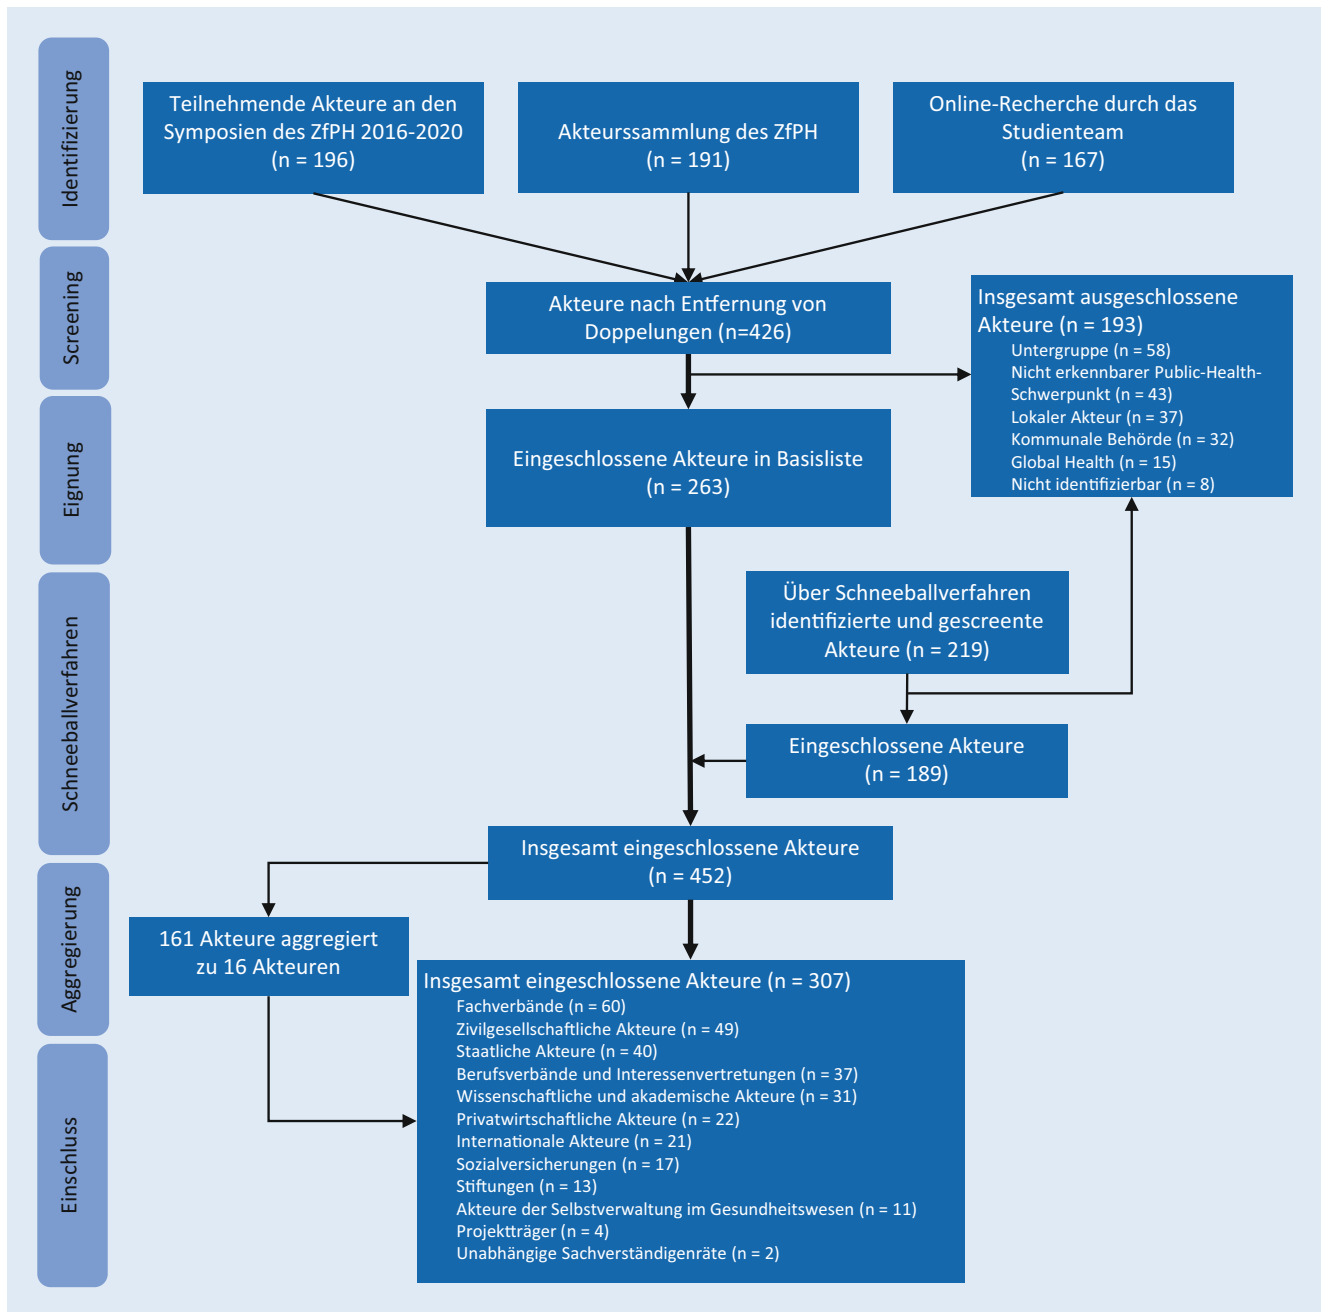 Identifizierung
Teilnehmende Akteure an den
Symposien des ZfPH 2016-2020
(n = 196)
Akteurssammlung des ZfPH
(n = 191)
Online-Recherche durch das
Studienteam
(n = 167)
Screening
Akteure nach Entfernung von
Doppelungen (n=426)
Insgesamt ausgeschlossene
Akteure (n = 193)
Untergruppe (n = 58)
Nicht erkennbarer Public-Health-
Schwerpunkt (n = 43)
Lokaler Akteur (n = 37)
Kommunale Behörde (n = 32)
Global Health (n = 15)
Nicht identifizierbar (n = 8)
Eignung
Eingeschlossene Akteure in Basisliste
(n = 263)
Schneeballverfahren
Über Schneeballverfahren
identifizierte und gescreente
Akteure (n = 219)
Eingeschlossene Akteure
(n = 189)
Insgesamt eingeschlossene Akteure
(n = 452)
Aggregierung
161 Akteure aggregiert
zu 16 Akteuren
Einschluss
Insgesamt eingeschlossene Akteure (n = 307)
Fachverbände (n = 60)
Zivilgesellschaftliche Akteure (n = 49)
Staatliche Akteure (n = 40)
Berufsverbände und Interessenvertretungen (n = 37)
Wissenschaftliche und akademische Akteure (n = 31)
Privatwirtschaftliche Akteure (n = 22)
Internationale Akteure (n = 21)
Sozialversicherungen (n = 17)
Stiftungen (n = 13)
Akteure der Selbstverwaltung im Gesundheitswesen (n = 11)
Projektträger (n = 4)
Unabhängige Sachverständigenräte (n = 2)